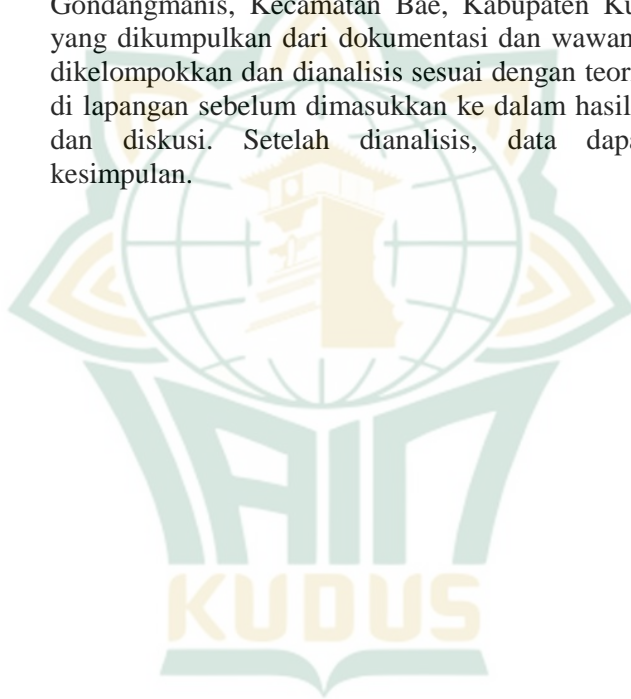 Gondangmanis, Kecamatan Bae, Kabupaten Ku
yang dikumpulkan dari dokumentasi dan wawan
dikelompokkan dan dianalisis sesuai dengan teor
di lapangan sebelum dimasukkan ke dalam hasil
dan diskusi. Setelah dianalisis, data dapa
kesimpulan.
IAIN
KUDUS